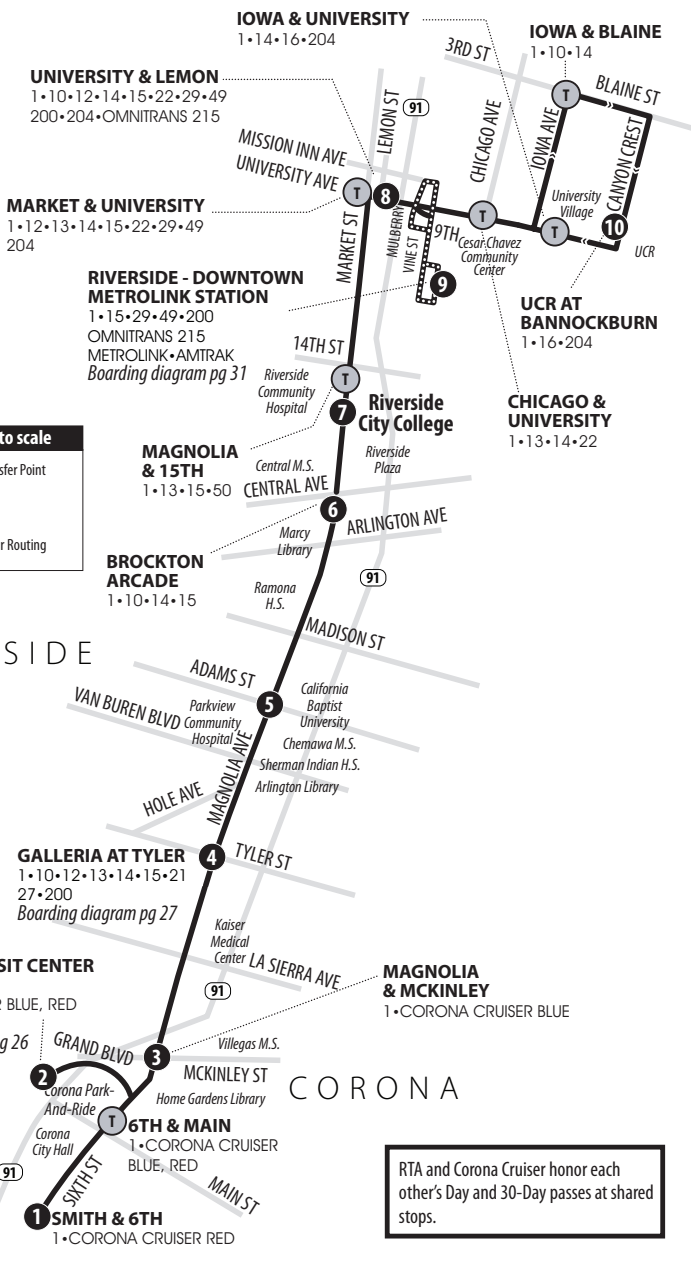 IOWA & UNIVERSITY
1•14•16•204
IOWA & BLAINE
1•10•14
3RD ST
BLAINE ST
UNIVERSITY & LEMON
1•10•12•14•15•22•29•49
200•204•OMNITRANS 215
LEMON ST
91
CHICAGO AVE
IOWA AVE
CANYON CREST
MISSION INN AVE
UNIVERSITY AVE
T
T
8
University
Village
MARKET & UNIVERSITY
1•12•13•14•15•22•29•49
204
MARKET ST
MULBERRY
VINE ST
9TH
T
Cesar Chavez
Community
Center
T
10
UCR
RIVERSIDE - DOWNTOWN
METROLINK STATION
1•15•29•49•200
OMNITRANS 215
METROLINK•AMTRAK
Boarding diagram pg 31
9
UCR AT
BANNOCKBURN
1•16•204
14TH ST
Riverside
Community
Hospital
T
7
Riverside
City College
CHICAGO &
UNIVERSITY
1•13•14•22
to scale
sfer Point
r Routing
MAGNOLIA
& 15TH
1•13•15•50
Central M.S.
CENTRAL AVE
Riverside
Plaza
6
ARLINGTON AVE
Marcy
Library
BROCKTON
ARCADE
1•10•14•15
91
Ramona
H.S.
MADISON ST
SIDE
ADAMS ST
VAN BUREN BLVD
Parkview
Community
Hospital
5
California
Baptist
University
Chemawa M.S.
Sherman Indian H.S.
Arlington Library
MAGNOLIA AVE
HOLE AVE
GALLERIA AT TYLER
1•10•12•13•14•15•21
27•200
Boarding diagram pg 27
4
TYLER ST
Kaiser
Medical
Center
LA SIERRA AVE
91
SIT CENTER
R BLUE, RED
g 26
MAGNOLIA
& MCKINLEY
1•CORONA CRUISER BLUE
GRAND BLVD
3
Villegas M.S.
MCKINLEY ST
2
Corona Park-
And-Ride
Home Gardens Library
CORONA
T
6TH & MAIN
1•CORONA CRUISER
BLUE, RED
Corona
City Hall
91
SIXTH ST
MAIN ST
1
SMITH & 6TH
1•CORONA CRUISER RED
RTA and Corona Cruiser honor each
other's Day and 30-Day passes at shared
stops.